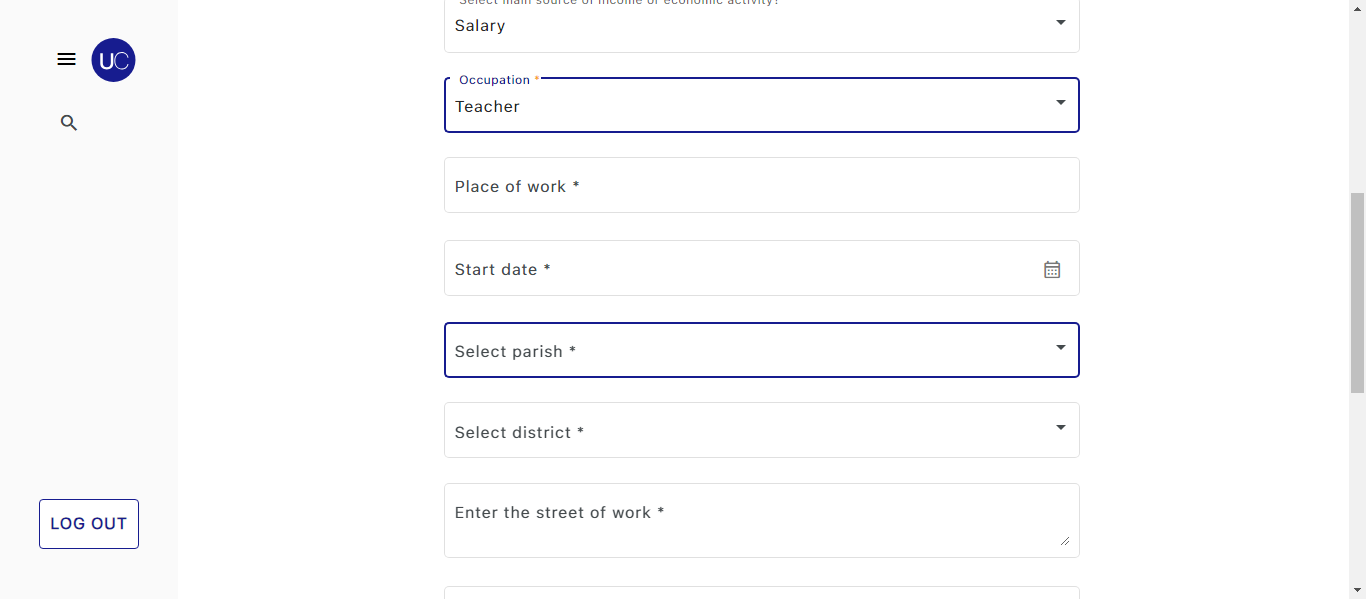 Select main source of income or economic activity?
Salary
UC
Occupation *
Teacher
Place of work *
Start date *
Select parish *
Select district *
Enter the street of work *
LOG OUT